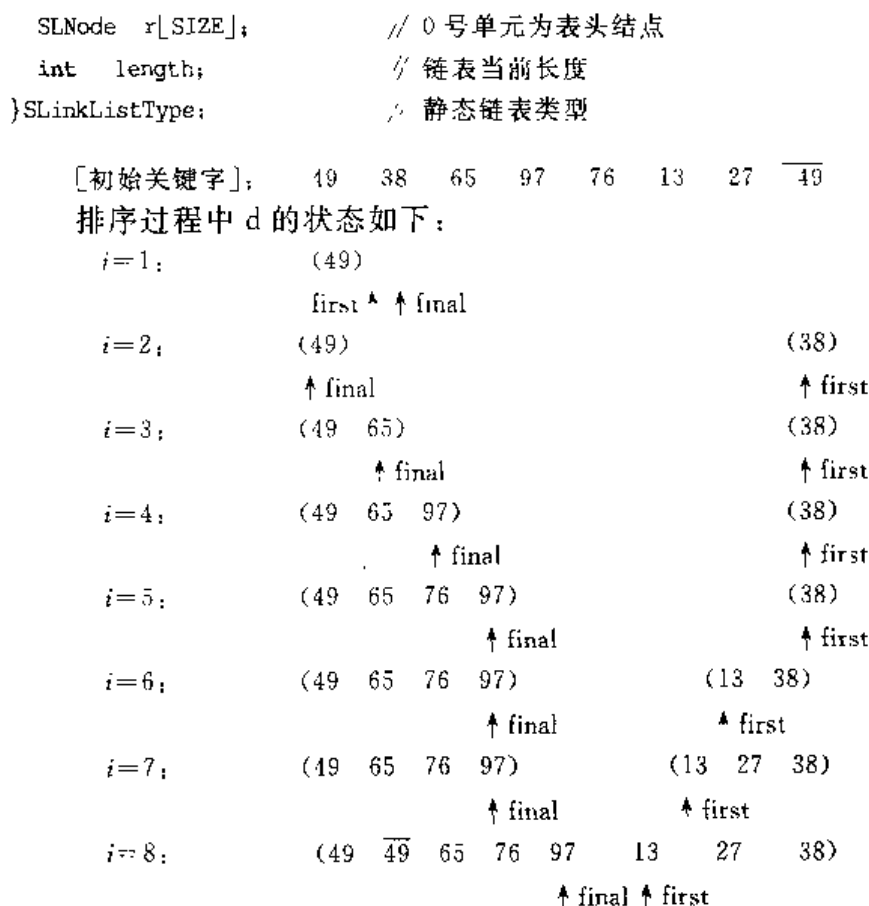 SLNode r[SIZE]; // 0号单元为表头结点
int length; // 链表当前长度
}SLinkListType; // 静态链表类型
[初始关键字]: 49 38 65 97 76 13 27 4̅9̅
排序过程中 d 的状态如下:
i=1: (49)
first ↑ ↑ final
i=2: (49) (38)
↑ final ↑ first
i=3: (49 65) (38)
↑ final ↑ first
i=4: (49 65 97) (38)
↑ final ↑ first
i=5: (49 65 76 97) (38)
↑ final ↑ first
i=6: (49 65 76 97) (13 38)
↑ final ↑ first
i=7: (49 65 76 97) (13 27 38)
↑ final ↑ first
i=8: (49 4̅9̅ 65 76 97 13 27 38)
↑ final ↑ first